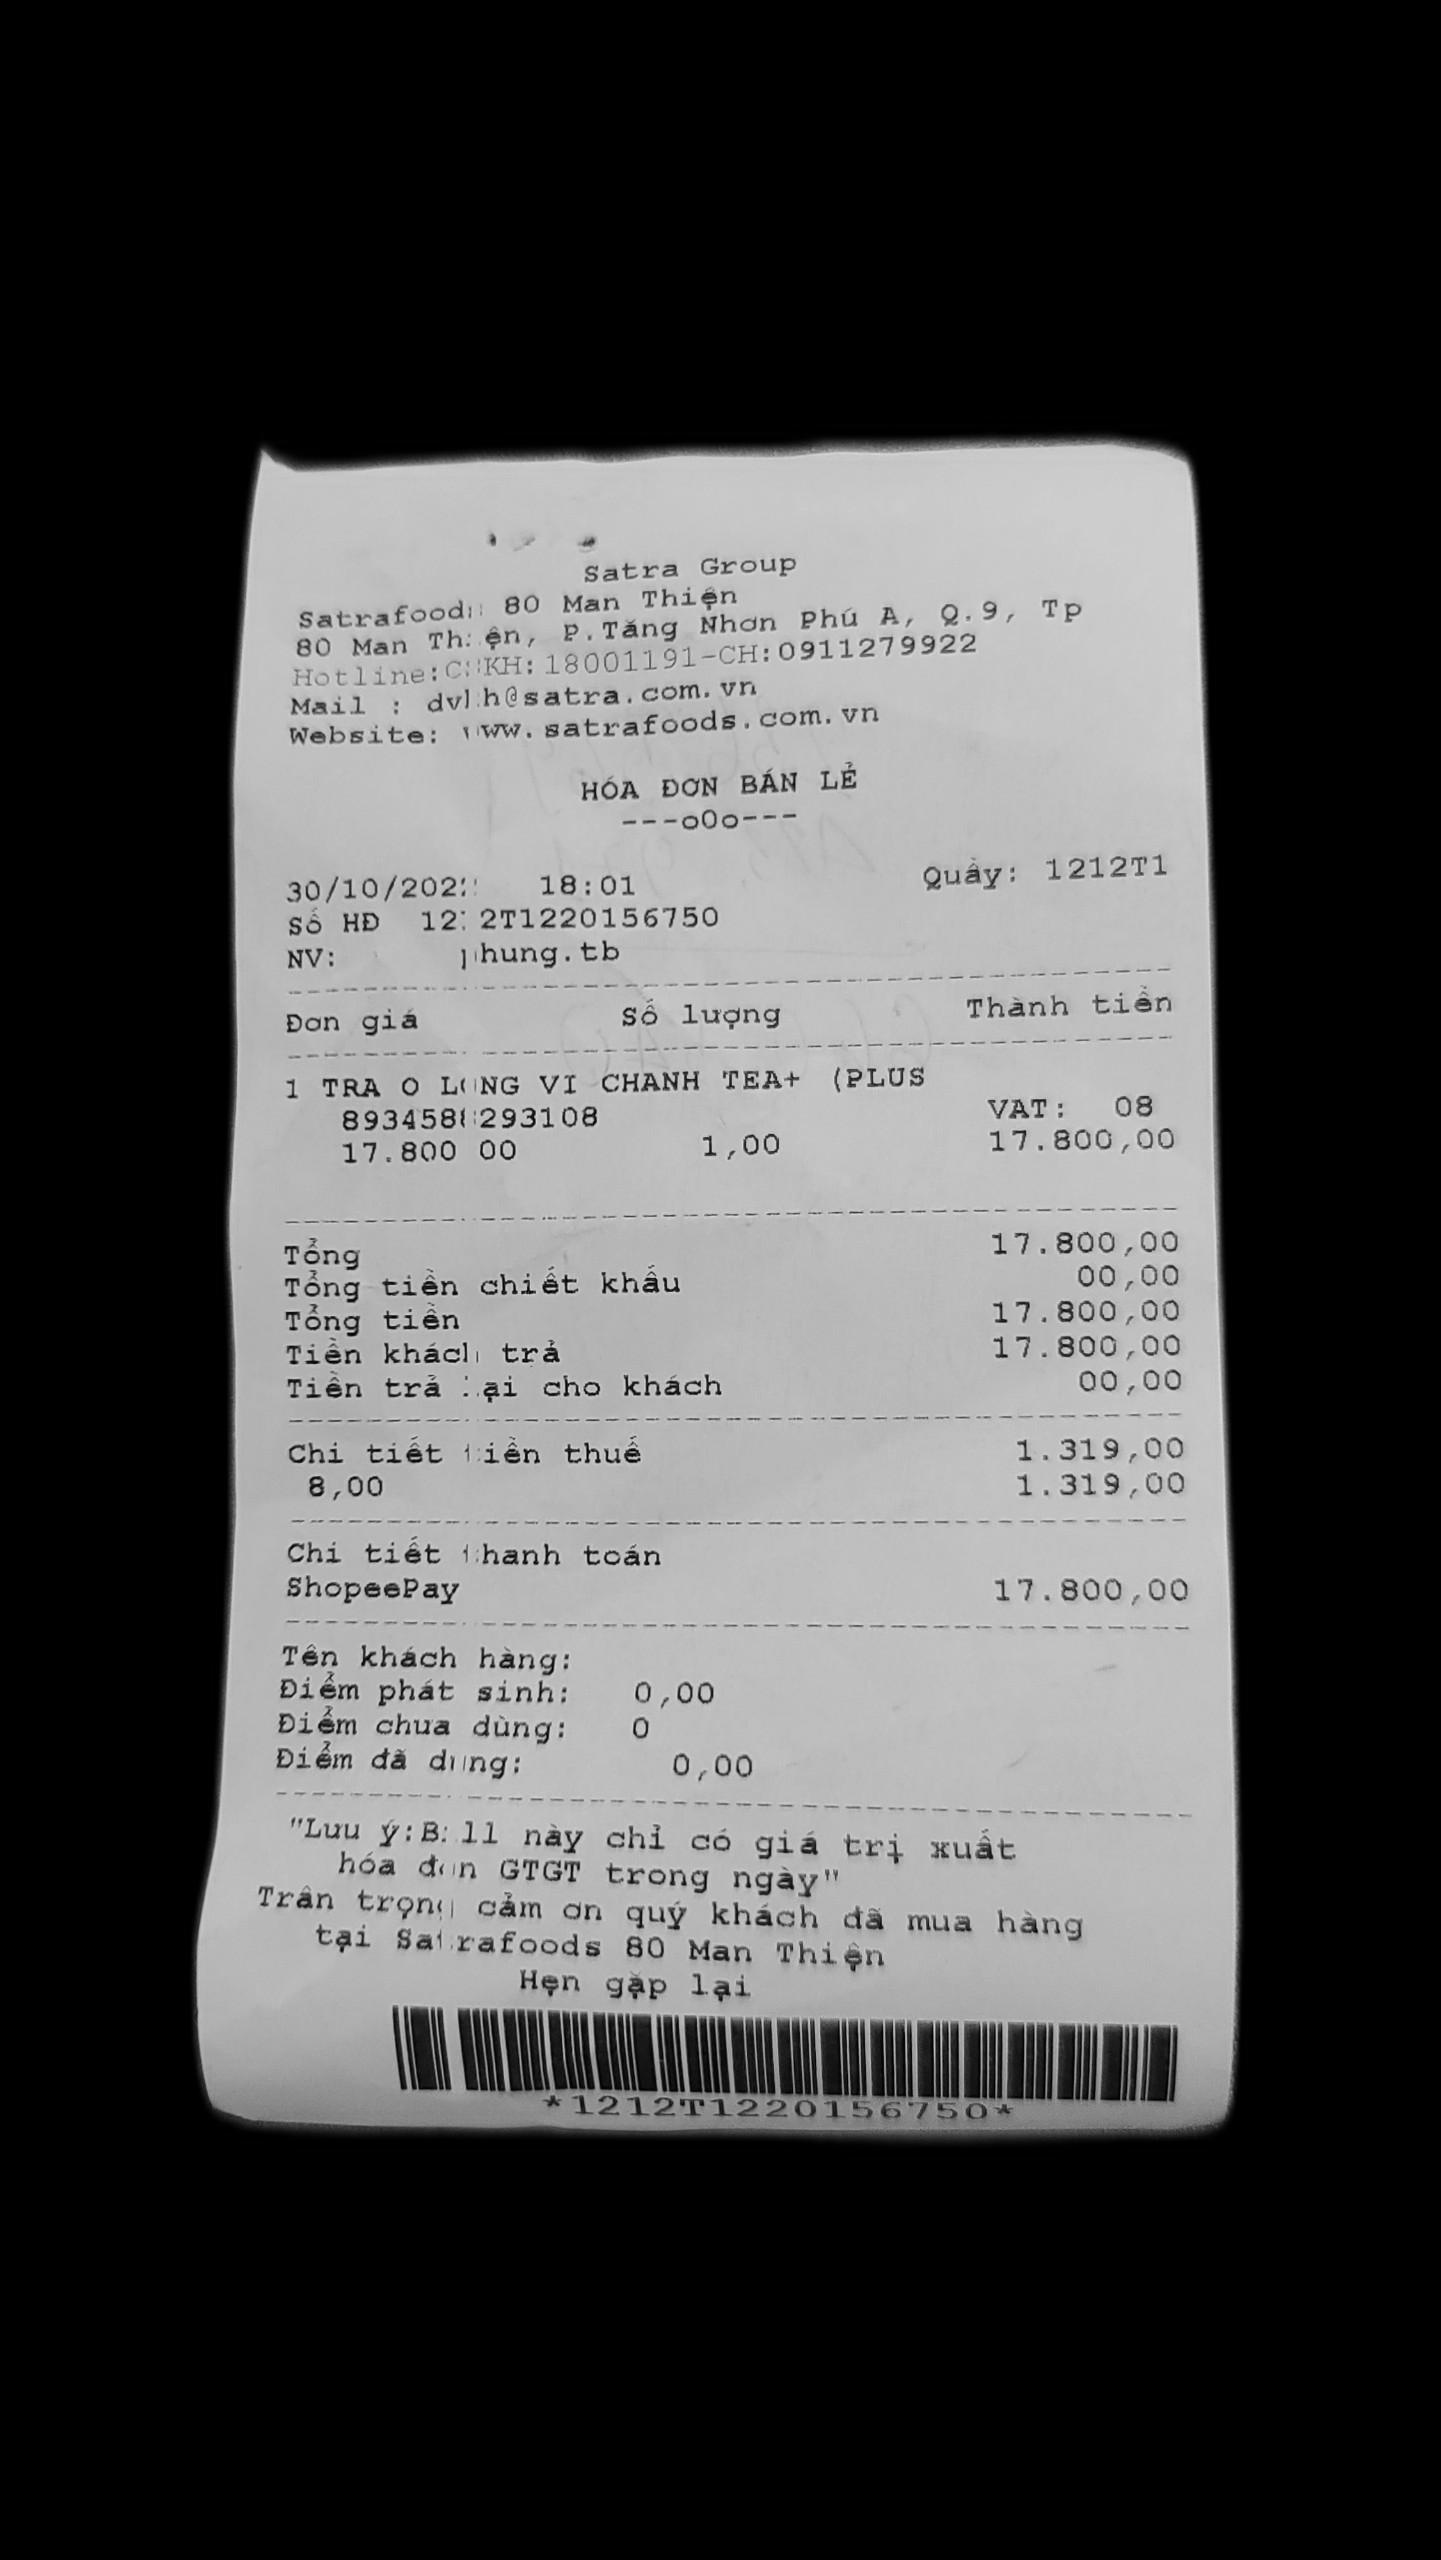 Satra Group
Satrafoods 80 Man Thiện
80 Man Thiện, P.Tăng Nhơn Phú A, Q.9, Tp
Hotline:CSKH:18001191-CH:0911279922
Mail : dvkh@satra.com.vn
Website: www.satrafoods.com.vn
HÓA ĐƠN BÁN LẺ
---oOo---
30/10/2022 18:01 Quầy: 1212T1
Số HĐ 1212T1220156750
NV: phung.tb
Đơn giá Số lượng Thành tiền
1 TRA O LONG VI CHANH TEA+ (PLUS
8934588293108 VAT: 08
17.800 00 1,00 17.800,00
Tổng 17.800,00
Tổng tiền chiết khấu 00,00
Tổng tiền 17.800,00
Tiền khách trả 17.800,00
Tiền trả lại cho khách 00,00
Chi tiết tiền thuế 1.319,00
8,00 1.319,00
Chi tiết thanh toán
ShopeePay 17.800,00
Tên khách hàng:
Điểm phát sinh: 0,00
Điểm chưa dùng: 0
Điểm đã dung: 0,00
"Lưu ý:Bill này chỉ có giá trị xuất
hóa đơn GTGT trong ngày"
Trân trọng cảm ơn quý khách đã mua hàng
tại Satrafoods 80 Man Thiện
Hẹn gặp lại
*1212T1220156750*